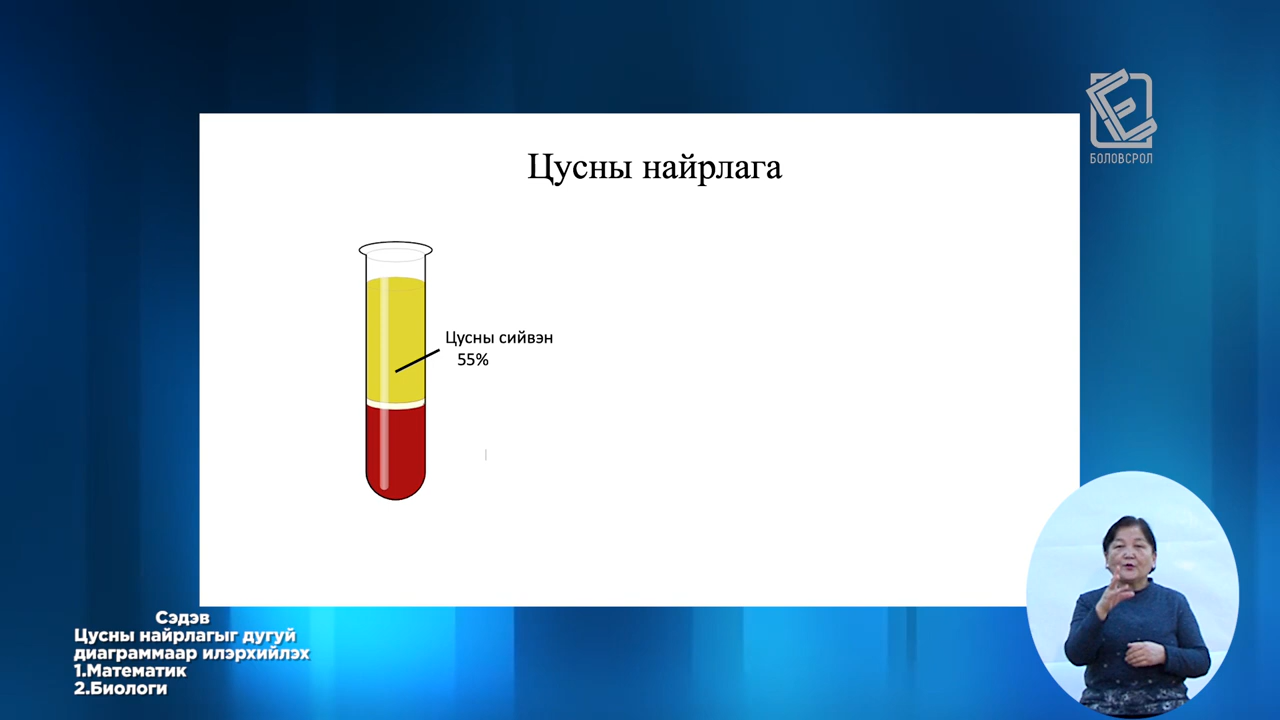 БОЛОВСРОЛ
Цусны найрлага
Цусны сийвэн
55%
Сэдэв
Цусны найрлагыг дугуй
диаграммаар илэрхийлэх
1.Математик
2.Биологи